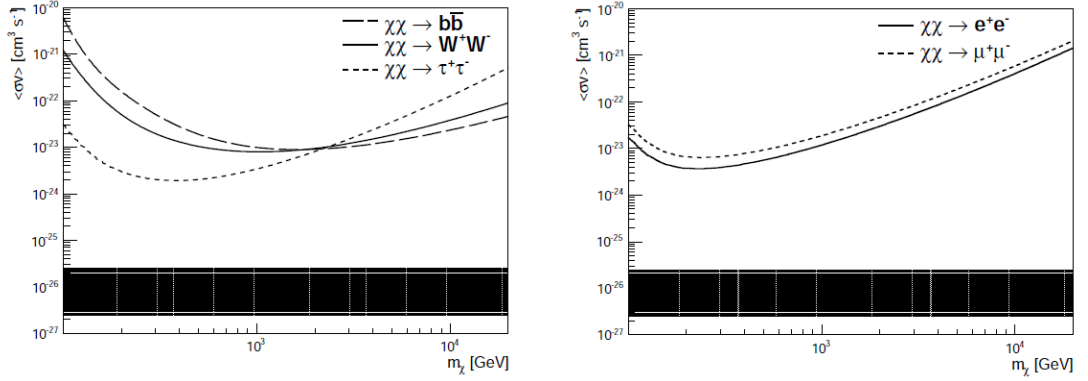 <σv> [cm³ s⁻¹]
10⁻²⁰
10⁻²¹
10⁻²²
10⁻²³
10⁻²⁴
10⁻²⁵
10⁻²⁶
10⁻²⁷
χχ → bb̅
χχ → W⁺W⁻
χχ → τ⁺τ⁻
10³
10⁴
mχ [GeV]
<σv> [cm³ s⁻¹]
10⁻²⁰
10⁻²¹
10⁻²²
10⁻²³
10⁻²⁴
10⁻²⁵
10⁻²⁶
10⁻²⁷
χχ → e⁺e⁻
χχ → μ⁺μ⁻
10³
10⁴
mχ [GeV]